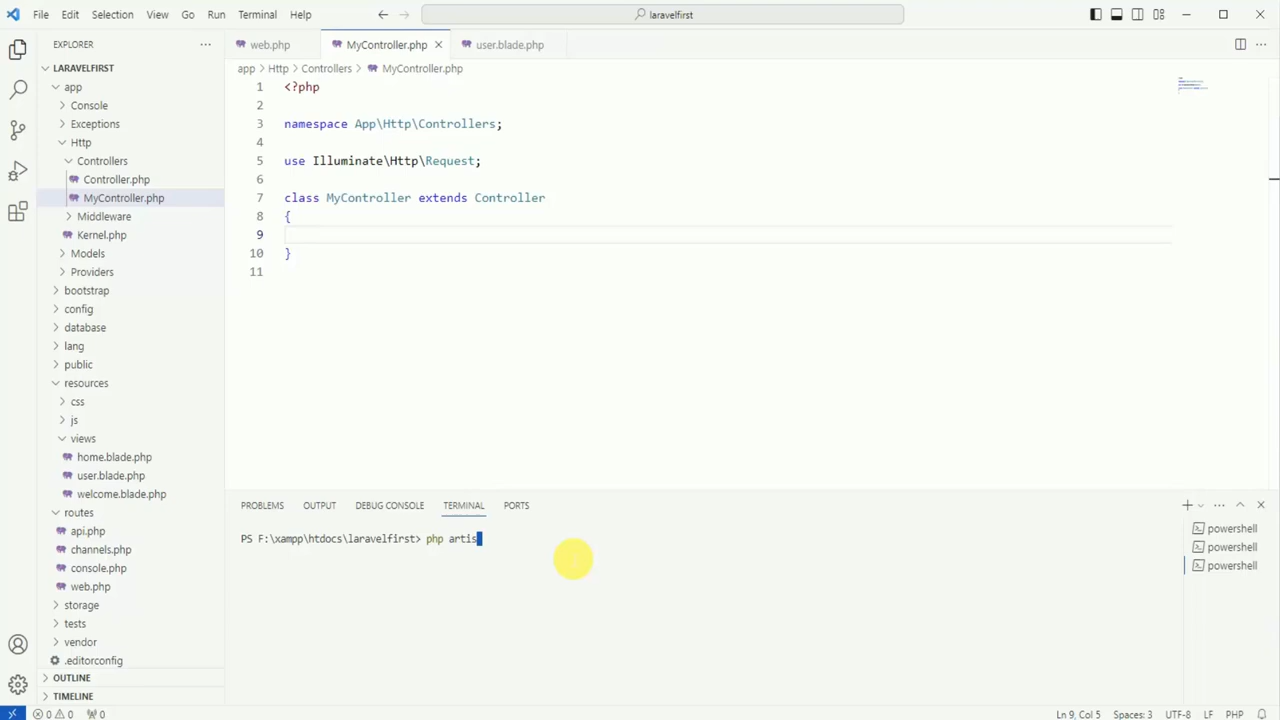 File Edit Selection View Go Run Terminal Help
laravelfirst
EXPLORER
LARAVELFIRST
app
Console
Exceptions
Http
Controllers
Controller.php
MyController.php
Middleware
Kernel.php
Models
Providers
bootstrap
config
database
lang
public
resources
css
js
views
home.blade.php
user.blade.php
welcome.blade.php
routes
api.php
channels.php
console.php
web.php
storage
tests
vendor
.editorconfig
OUTLINE
TIMELINE
web.php MyController.php user.blade.php
app > Http > Controllers > MyController.php
1 <?php
2
3 namespace App\Http\Controllers;
4
5 use Illuminate\Http\Request;
6
7 class MyController extends Controller
8 {
9
10 }
11
PROBLEMS OUTPUT DEBUG CONSOLE TERMINAL PORTS
PS F:\xampp\htdocs\laravelfirst> php artis
powershell
powershell
powershell
0 0 0 Ln 9, Col 5 Spaces: 3 UTF-8 LF PHP